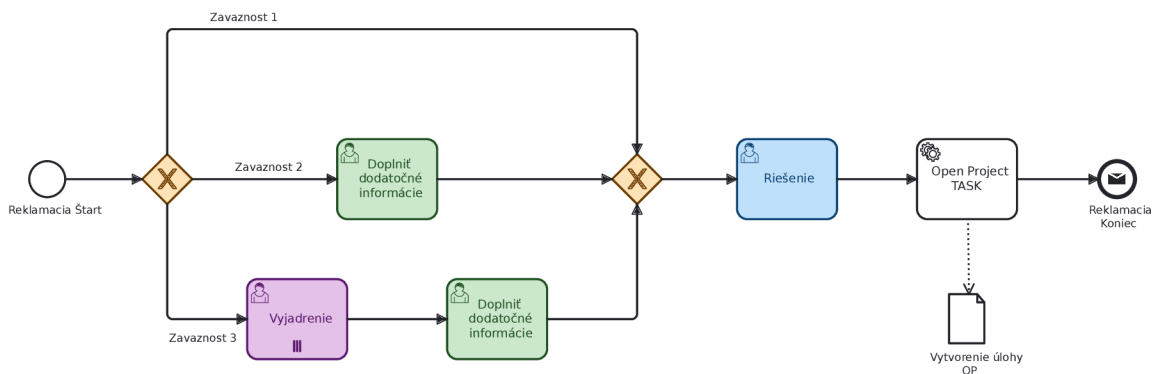 Zavaznost 1
Zavaznost 2
Reklamacia Štart
Doplniť
dodatočné
informácie
Riešenie
Open Project
TASK
Reklamacia
Koniec
Zavaznost 3
Vyjadrenie
Doplniť
dodatočné
informácie
Vytvorenie úlohy
OP